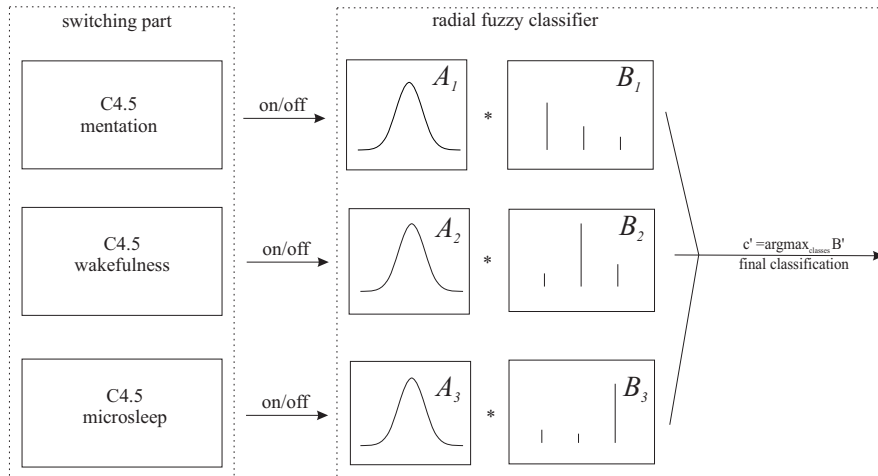 switching part
radial fuzzy classifier
C4.5
mentation
on/off
A1
*
B1
C4.5
wakefulness
on/off
A2
*
B2
c' =argmaxclasses B'
final classification
C4.5
microsleep
on/off
A3
*
B3